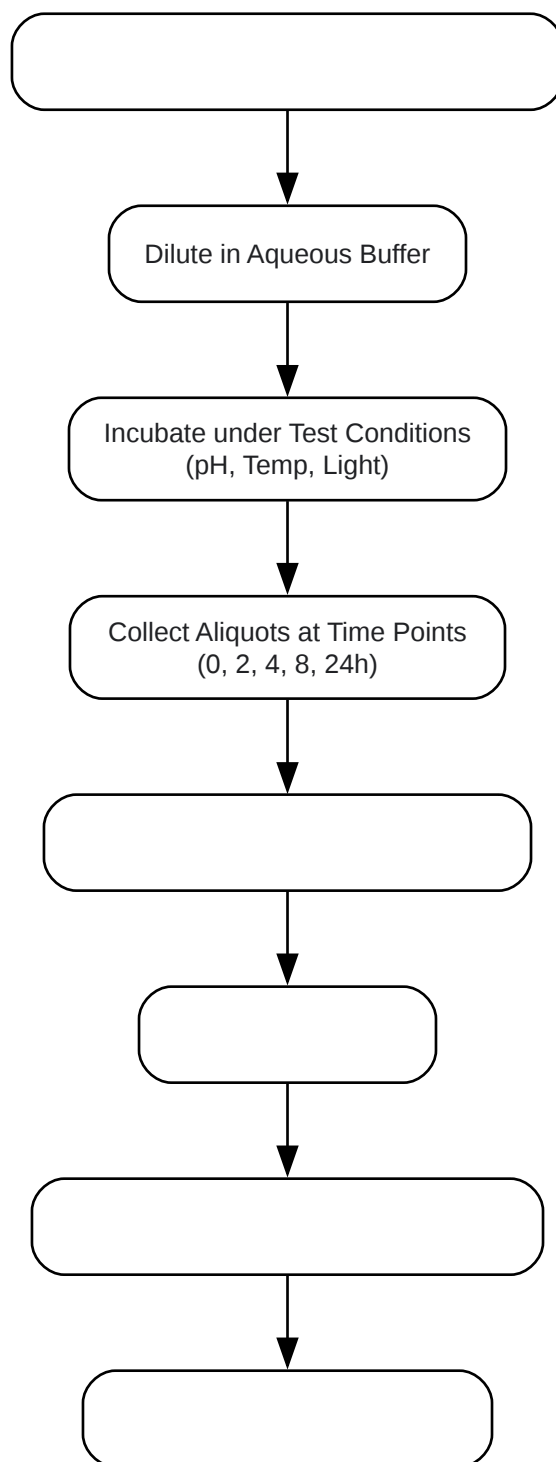 Dilute in Aqueous Buffer
Incubate under Test Conditions
(pH, Temp, Light)
Collect Aliquots at Time Points
(0, 2, 4, 8, 24h)